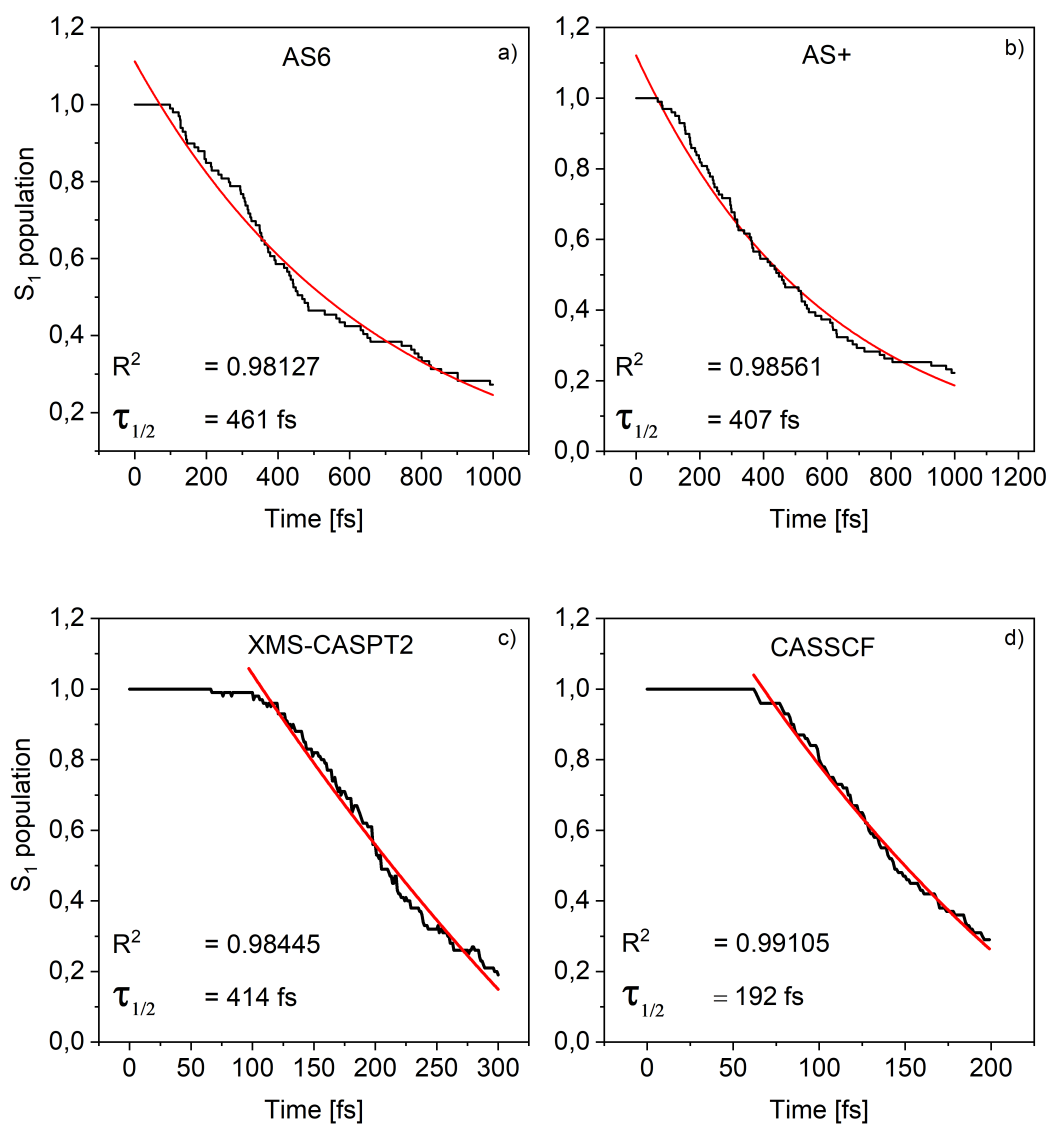 a)
AS6
1,2
1,0
0,8
0,6
0,4
0,2
S1 population
R2 = 0.98127
τ1/2 = 461 fs
0 200 400 600 800 1000
Time [fs]
b)
AS+
1,2
1,0
0,8
0,6
0,4
0,2
0,0
R2 = 0.98561
τ1/2 = 407 fs
0 200 400 600 800 1000 1200
Time [fs]
c)
XMS-CASPT2
1,2
1,0
0,8
0,6
0,4
0,2
0,0
S1 population
R2 = 0.98445
τ1/2 = 414 fs
0 50 100 150 200 250 300
Time [fs]
d)
CASSCF
1,2
1,0
0,8
0,6
0,4
0,2
0,0
R2 = 0.99105
τ1/2 = 192 fs
0 50 100 150 200
Time [fs]